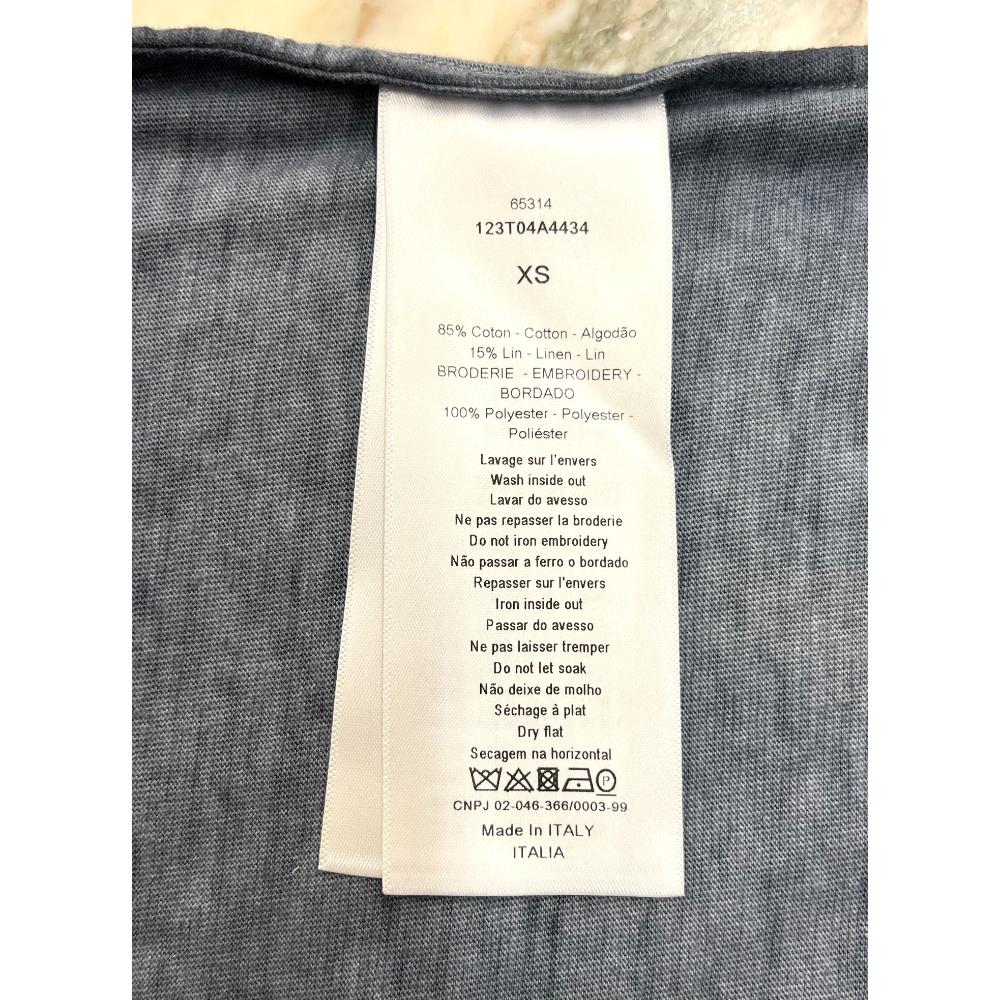 65314
123T04A4434
XS
85% Coton - Cotton - Algodão
15% Lin - Linen - Lin
BRODERIE - EMBROIDERY -
BORDADO
100% Polyester - Polyester -
Poliéster
Lavage sur l'envers
Wash inside out
Lavar do avesso
Ne pas repasser la broderie
Do not iron embroidery
Não passar a ferro o bordado
Repasser sur l'envers
Iron inside out
Passar do avesso
Ne pas laisser tremper
Do not let soak
Não deixe de molho
Séchage à plat
Dry flat
Secagem na horizontal
P
CNPJ 02-046-366/0003-99
Made In ITALY
ITALIA